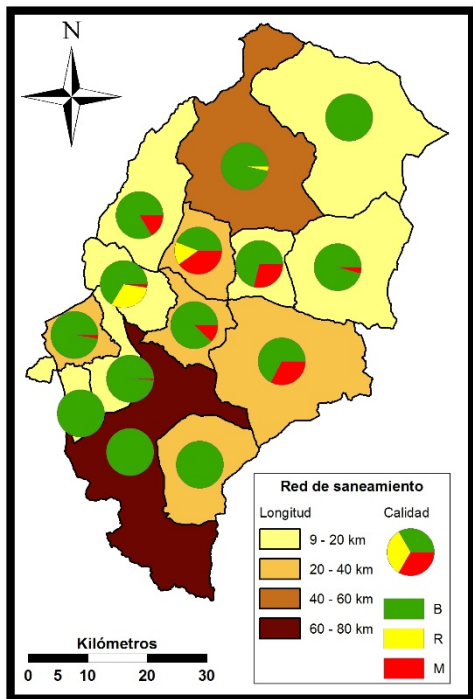 N
Red de saneamiento
Longitud
Calidad
9 - 20 km
20 - 40 km
40 - 60 km
60 - 80 km
B
R
M
Kilómetros
0 5 10 20 30